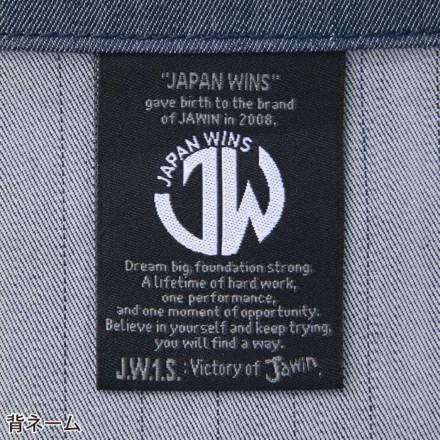 "JAPAN WINS"
gave birth to the brand
of JAWIN in 2008.
JAPAN WINS
JW
Dream big, foundation strong.
A lifetime of hard work,
one performance,
and one moment of opportunity.
Believe in yourself and keep trying,
you will find a way.
J.W.1.S. : Victory of Jawin.
背ネーム